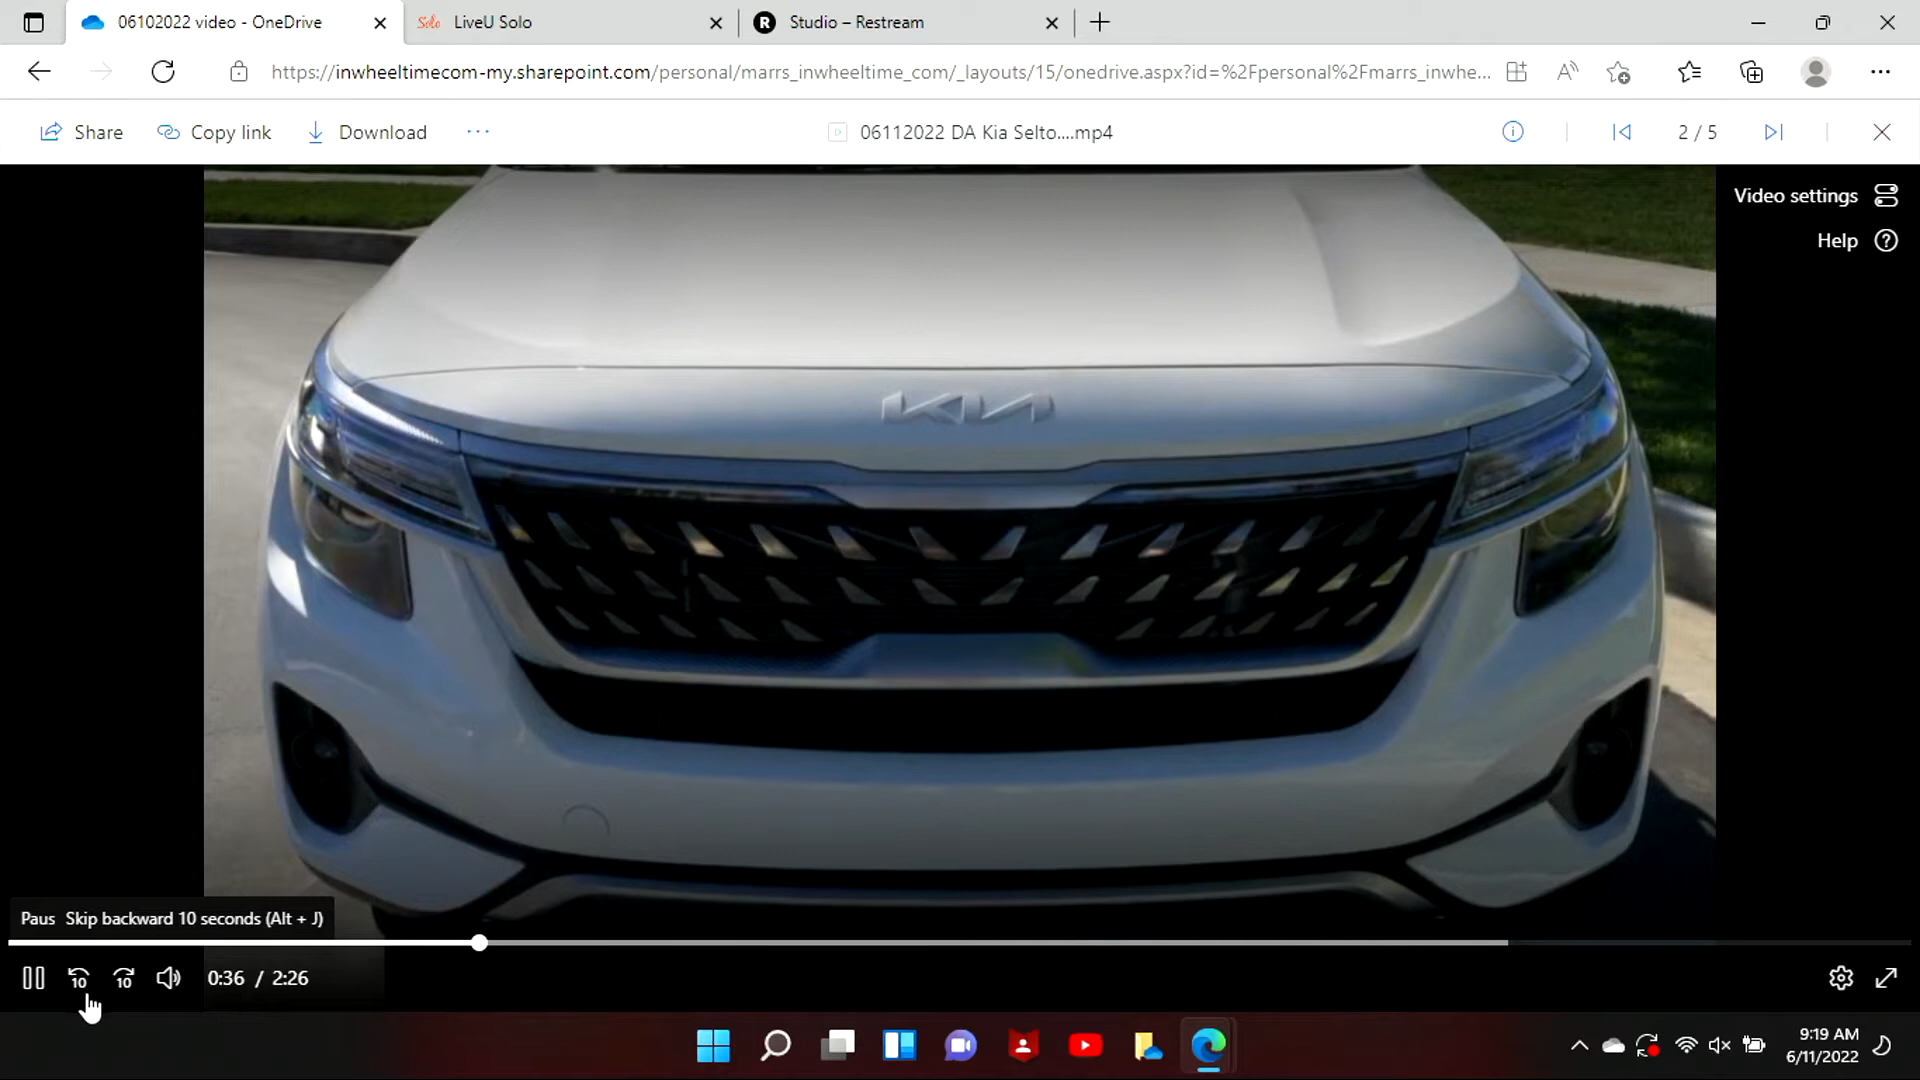 06102022 video - OneDrive
Solo LiveU Solo
R Studio – Restream
https://inwheeltimecom-my.sharepoint.com/personal/marrs_inwheeltime_com/_layouts/15/onedrive.aspx?id=%2Fpersonal%2Fmarrs_inwhe...
Share
Copy link
Download
06112022 DA Kia Selto....mp4
2 / 5
Video settings
Help
KIA
Paus Skip backward 10 seconds (Alt + J)
10
10
0:36 / 2:26
9:19 AM
6/11/2022